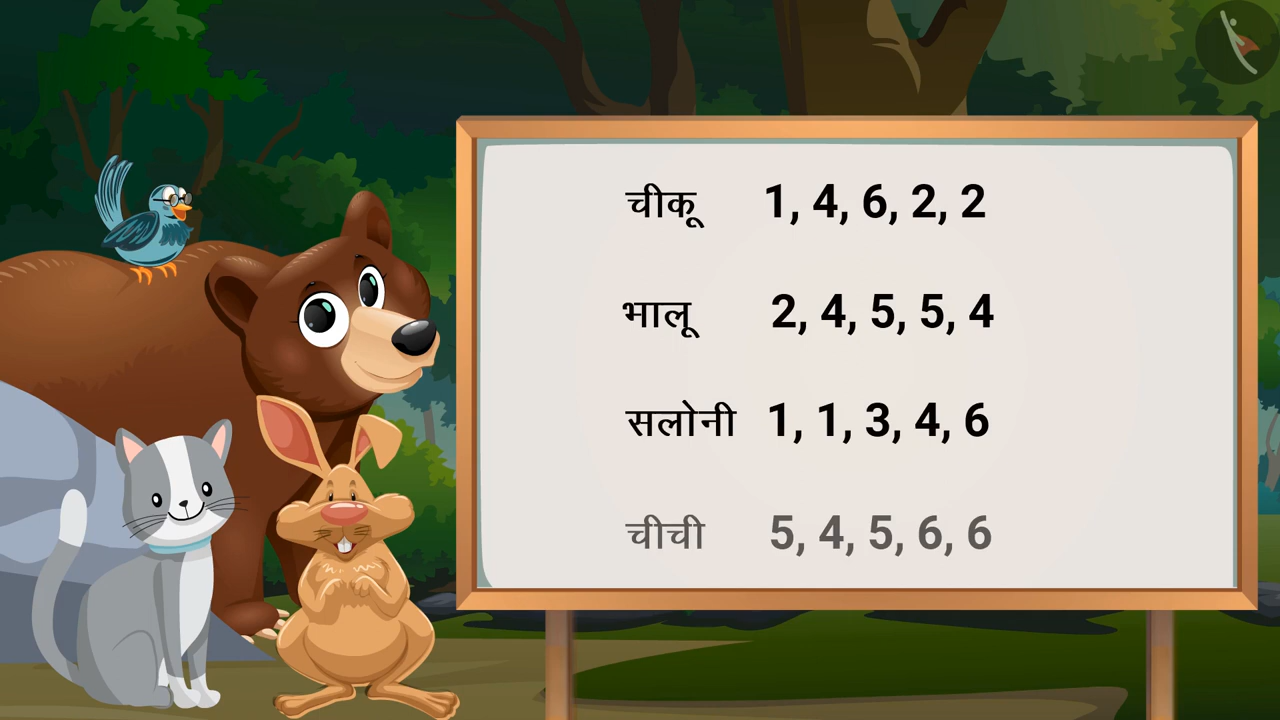 चीकू 1, 4, 6, 2, 2
भालू 2, 4, 5, 5, 4
सलोनी 1, 1, 3, 4, 6
चीची 5, 4, 5, 6, 6